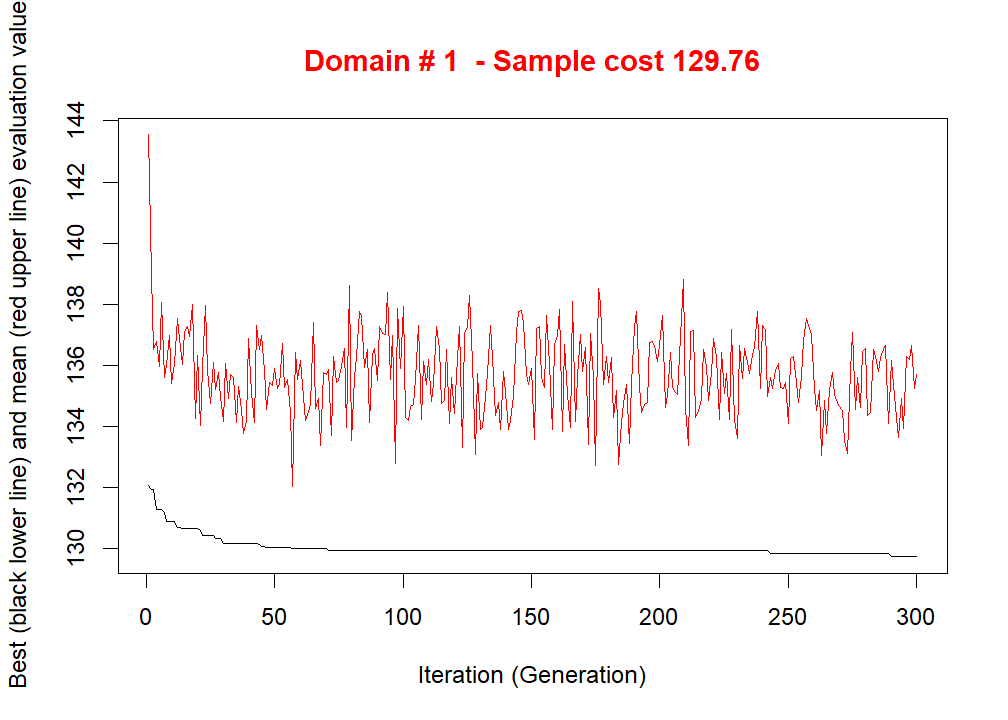 Domain # 1  - Sample cost 129.76
Best (black lower line) and mean (red upper line) evaluation value
144
142
140
138
136
134
132
130
0 50 100 150 200 250 300
Iteration (Generation)